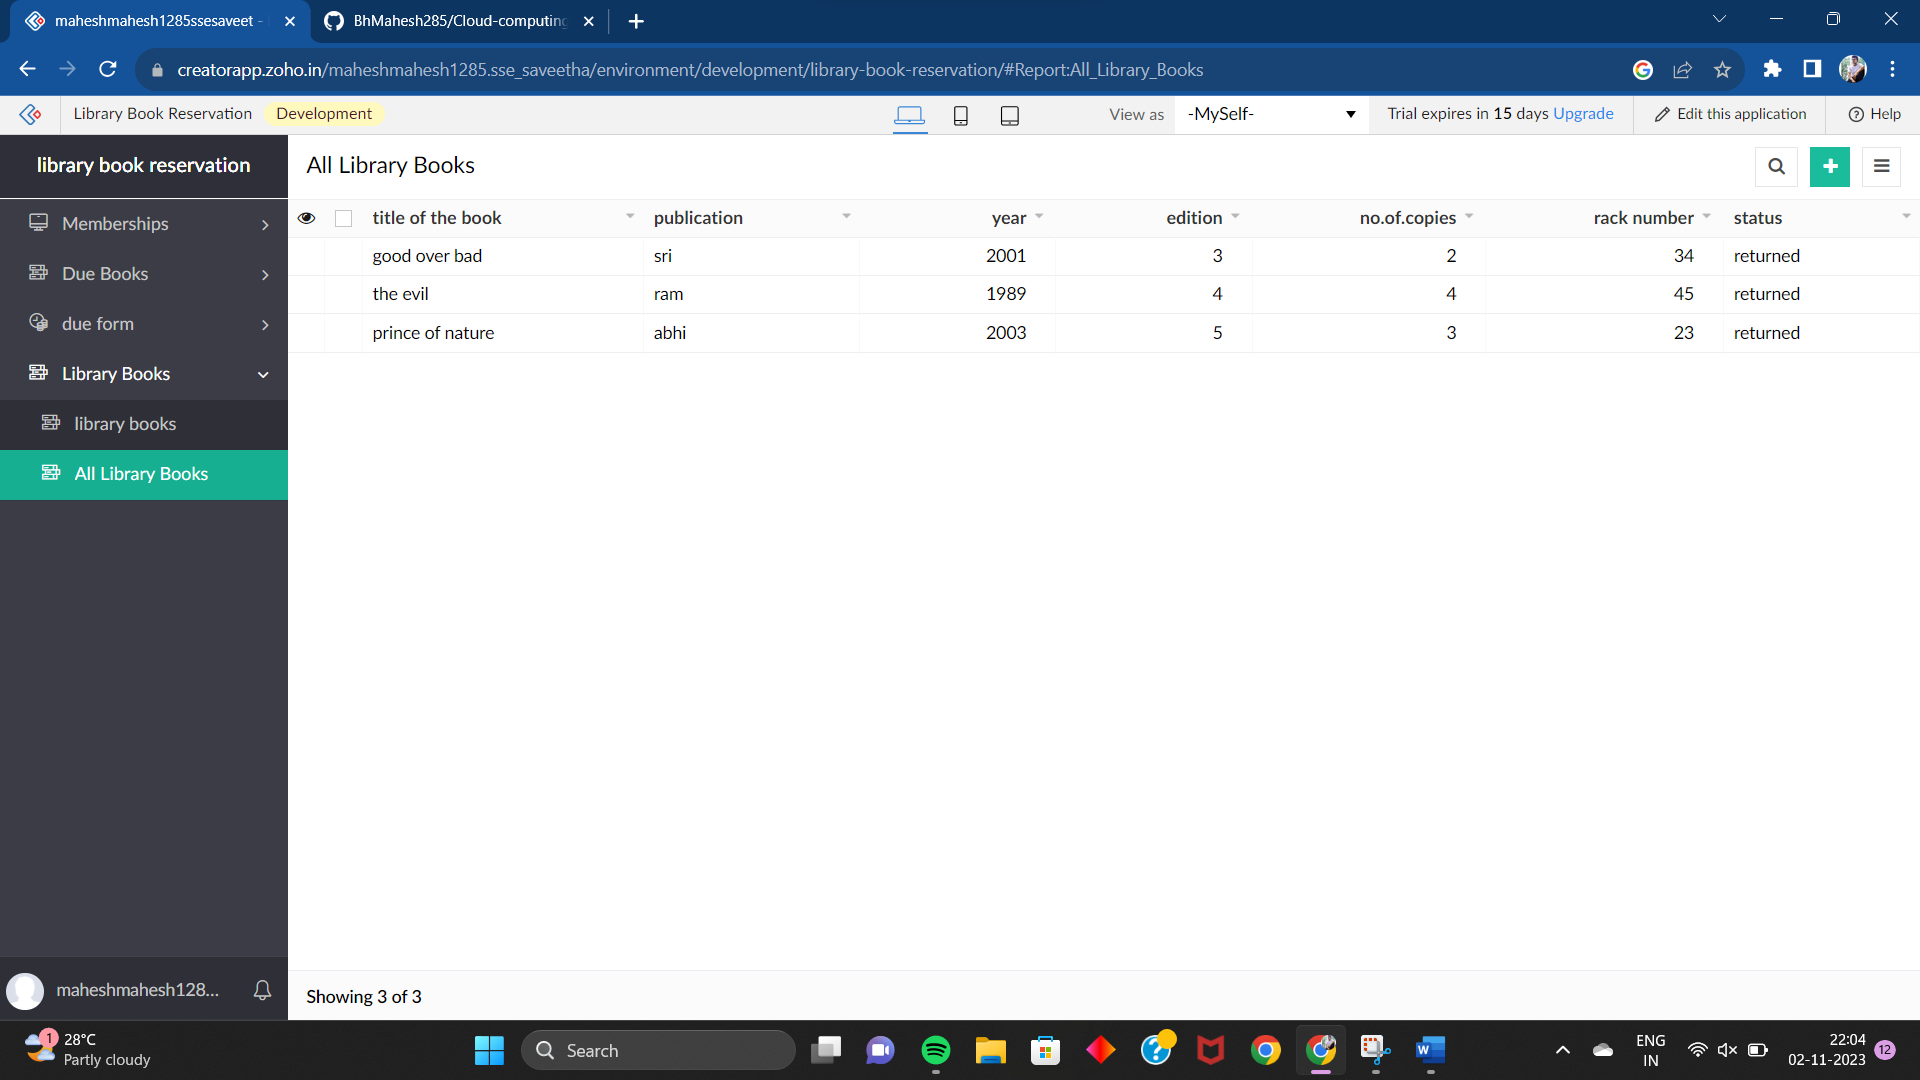 maheshmahesh1285ssesaveet -
BhMahesh285/Cloud-computing
creatorapp.zoho.in/maheshmahesh1285.sse_saveetha/environment/development/library-book-reservation/#Report:All_Library_Books
Library Book Reservation Development View as -MySelf- Trial expires in 15 days Upgrade Edit this application Help
library book reservation
Memberships
Due Books
due form
Library Books
library books
All Library Books
maheshmahesh128...
All Library Books
title of the book publication year edition no.of.copies rack number status
good over bad sri 2001 3 2 34 returned
the evil ram 1989 4 4 45 returned
prince of nature abhi 2003 5 3 23 returned
Showing 3 of 3
1
28°C
Partly cloudy
Search
ENG
IN
22:04
02-11-2023
12